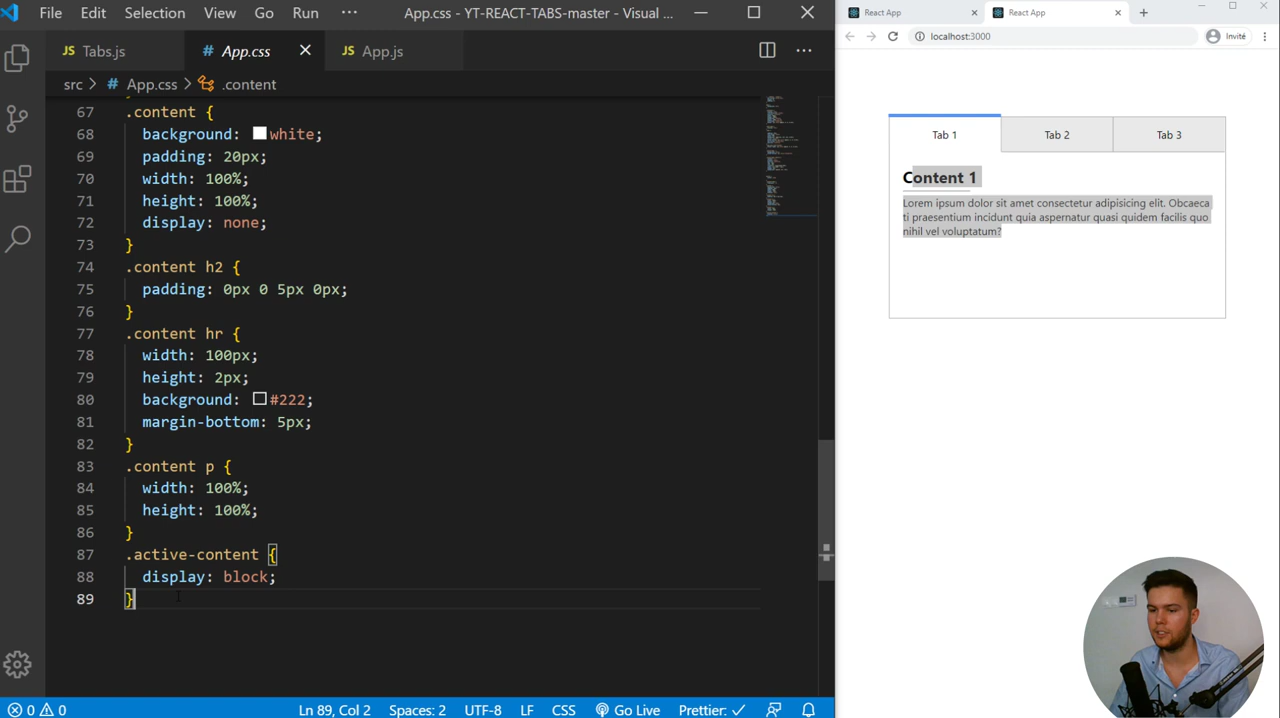 File Edit Selection View Go Run ··· App.css - YT-REACT-TABS-master - Visual ...
JS Tabs.js # App.css JS App.js
src > # App.css > .content
67 .content {
68 background: white;
69 padding: 20px;
70 width: 100%;
71 height: 100%;
72 display: none;
73 }
74 .content h2 {
75 padding: 0px 0 5px 0px;
76 }
77 .content hr {
78 width: 100px;
79 height: 2px;
80 background: #222;
81 margin-bottom: 5px;
82 }
83 .content p {
84 width: 100%;
85 height: 100%;
86 }
87 .active-content {
88 display: block;
89 }
0 0 Ln 89, Col 2 Spaces: 2 UTF-8 LF CSS Go Live Prettier: ✓
React App React App
localhost:3000 Invité
Tab 1 Tab 2 Tab 3
Content 1
Lorem ipsum dolor sit amet consectetur adipisicing elit. Obcaeca
ti praesentium incidunt quia aspernatur quasi quidem facilis quo
nihil vel voluptatum?